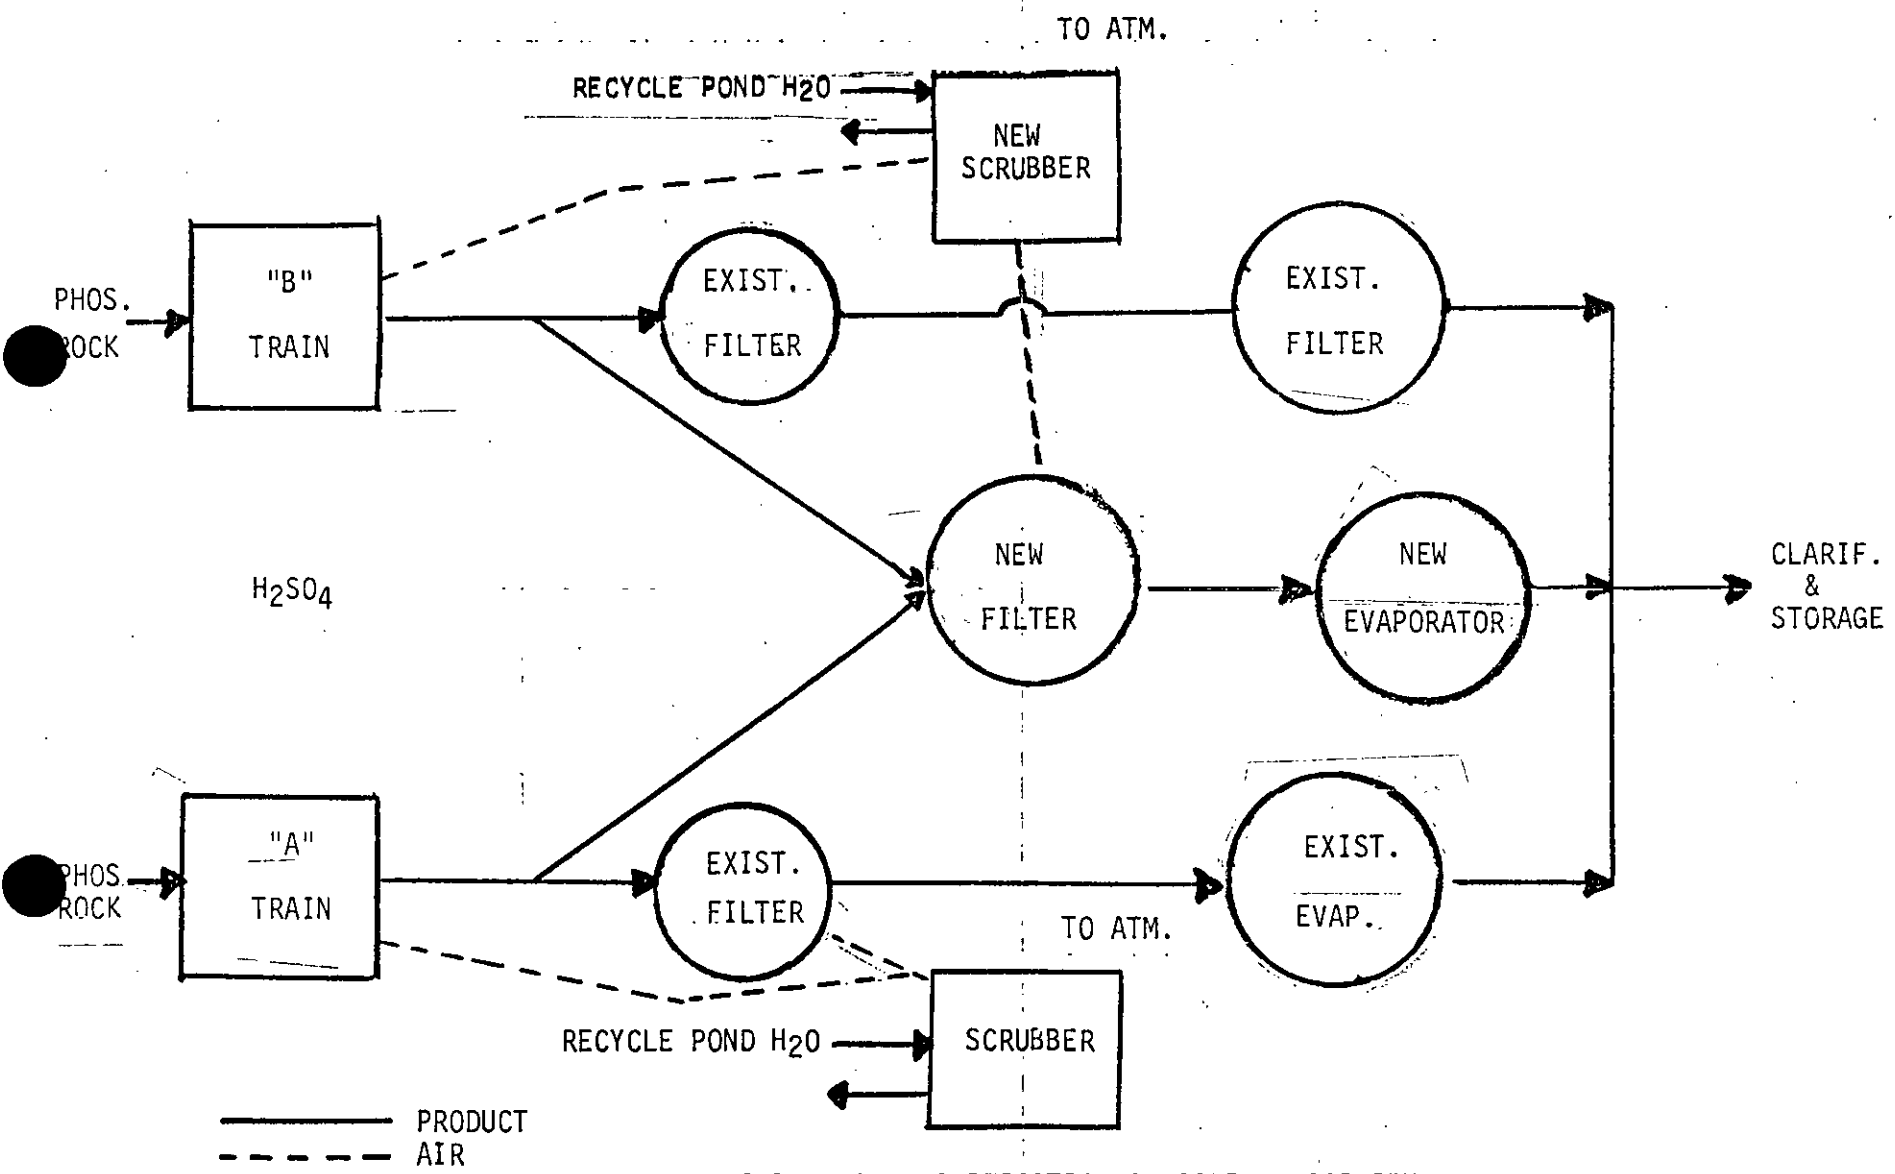 TO ATM.
RECYCLE POND H2O
NEW
SCRUBBER
"B"
TRAIN
PHOS.
ROCK
EXIST.
FILTER
EXIST.
FILTER
H2SO4
NEW
FILTER
NEW
EVAPORATOR
CLARIF.
&
STORAGE
"A"
TRAIN
PHOS
ROCK
EXIST.
FILTER
EXIST.
EVAP.
TO ATM.
RECYCLE POND H2O
SCRUBBER
PRODUCT
AIR